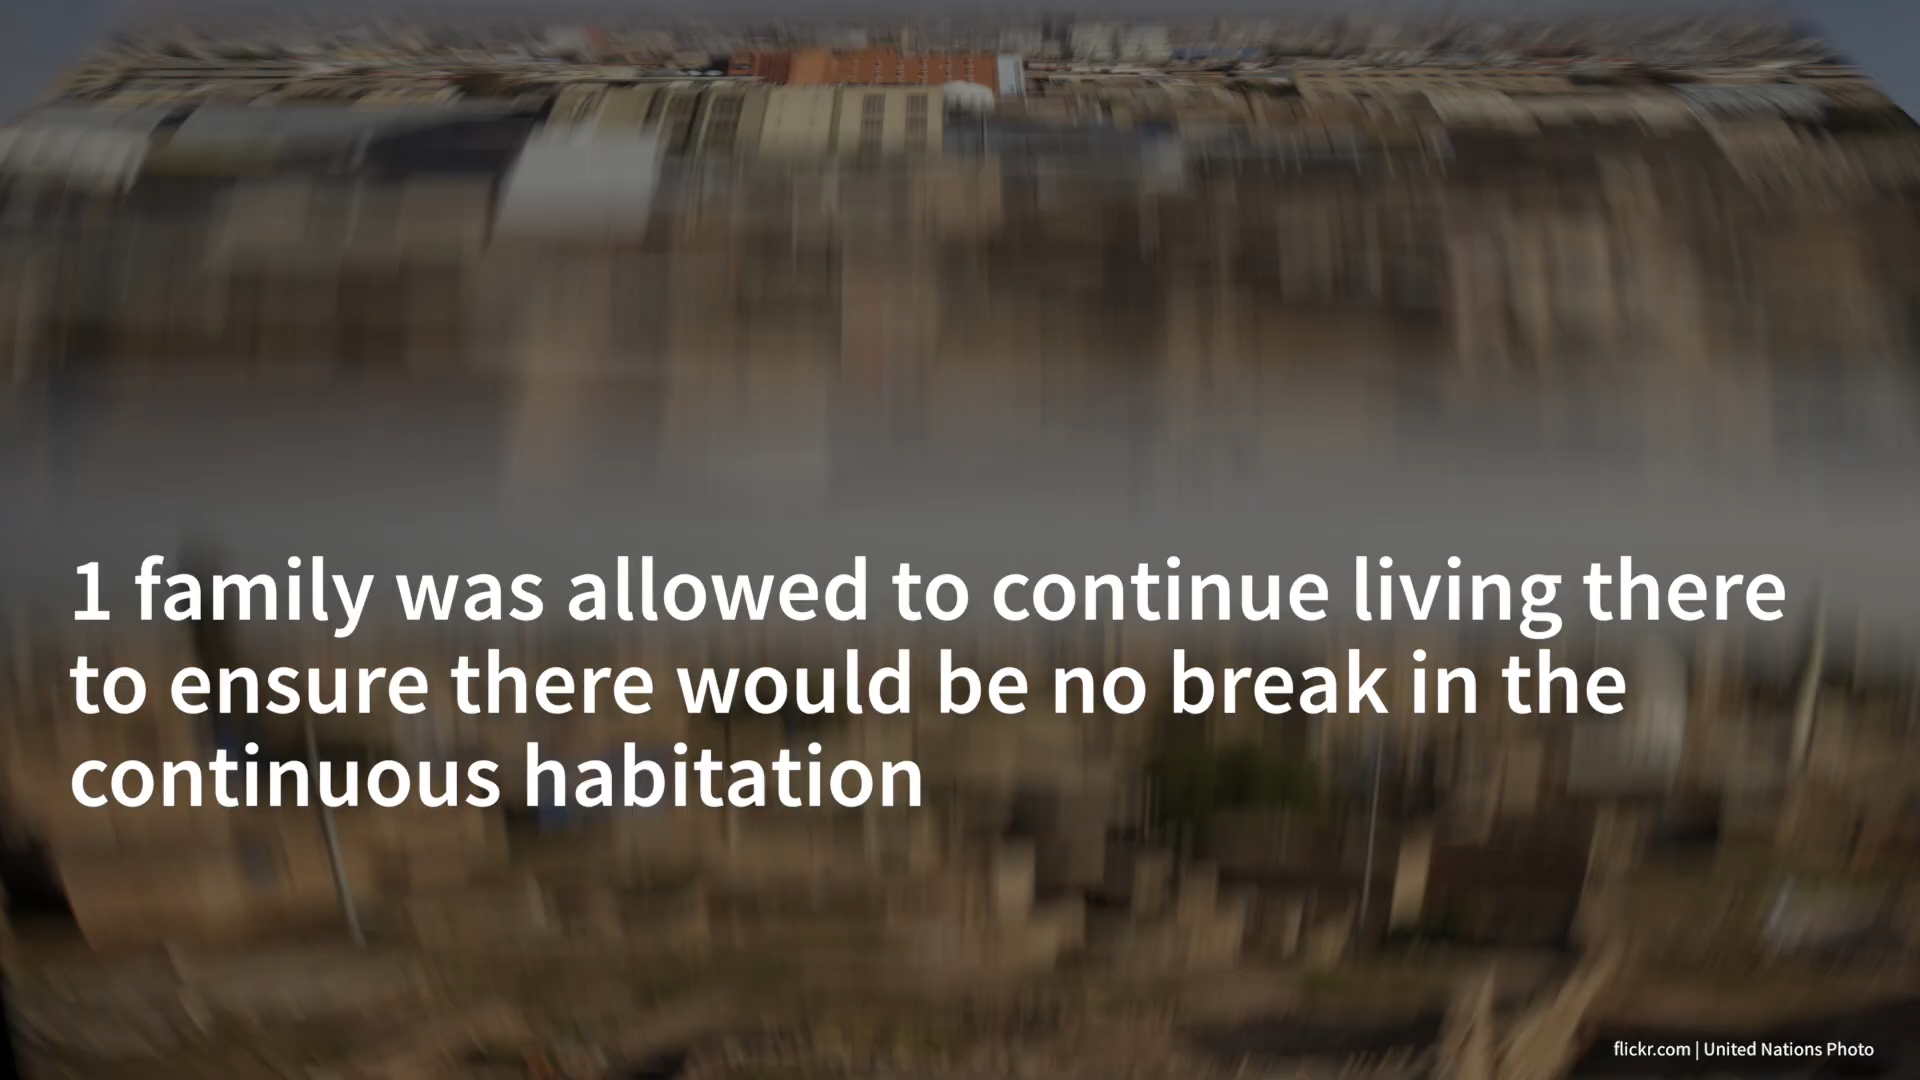 1 family was allowed to continue living there
to ensure there would be no break in the
continuous habitation
flickr.com | United Nations Photo